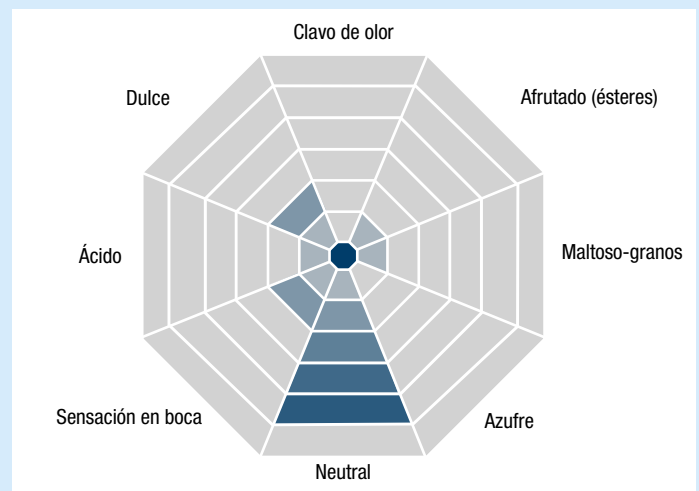 Clavo de olor
Dulce
Afrutado (ésteres)
Ácido
Maltoso-granos
Sensación en boca
Azufre
Neutral